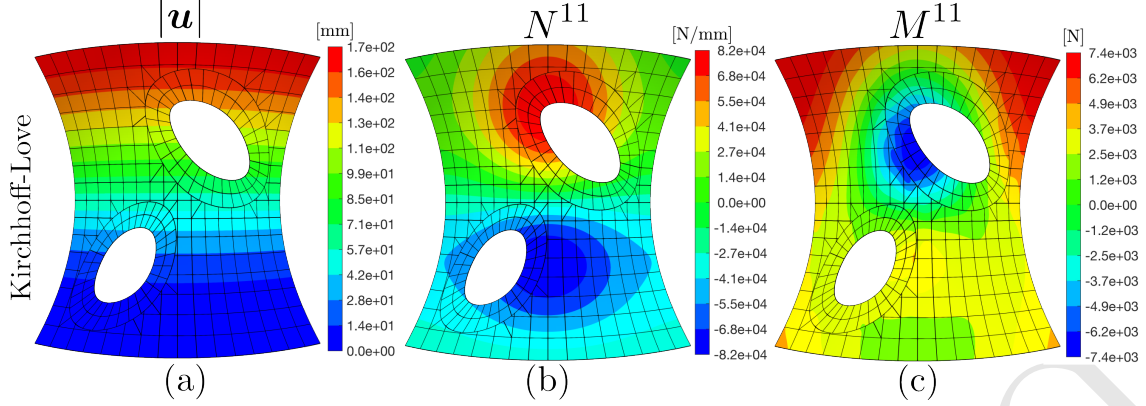 |u|
N¹¹
M¹¹
[mm]
[N/mm]
[N]
Kirchhoff-Love
1.7e+02
1.6e+02
1.4e+02
1.3e+02
1.1e+02
9.9e+01
8.5e+01
7.1e+01
5.7e+01
4.2e+01
2.8e+01
1.4e+01
0.0e+00
8.2e+04
6.8e+04
5.5e+04
4.1e+04
2.7e+04
1.4e+04
0.0e+00
-1.4e+04
-2.7e+04
-4.1e+04
-5.5e+04
-6.8e+04
-8.2e+04
7.4e+03
6.2e+03
4.9e+03
3.7e+03
2.5e+03
1.2e+03
0.0e+00
-1.2e+03
-2.5e+03
-3.7e+03
-4.9e+03
-6.2e+03
-7.4e+03
(a)
(b)
(c)